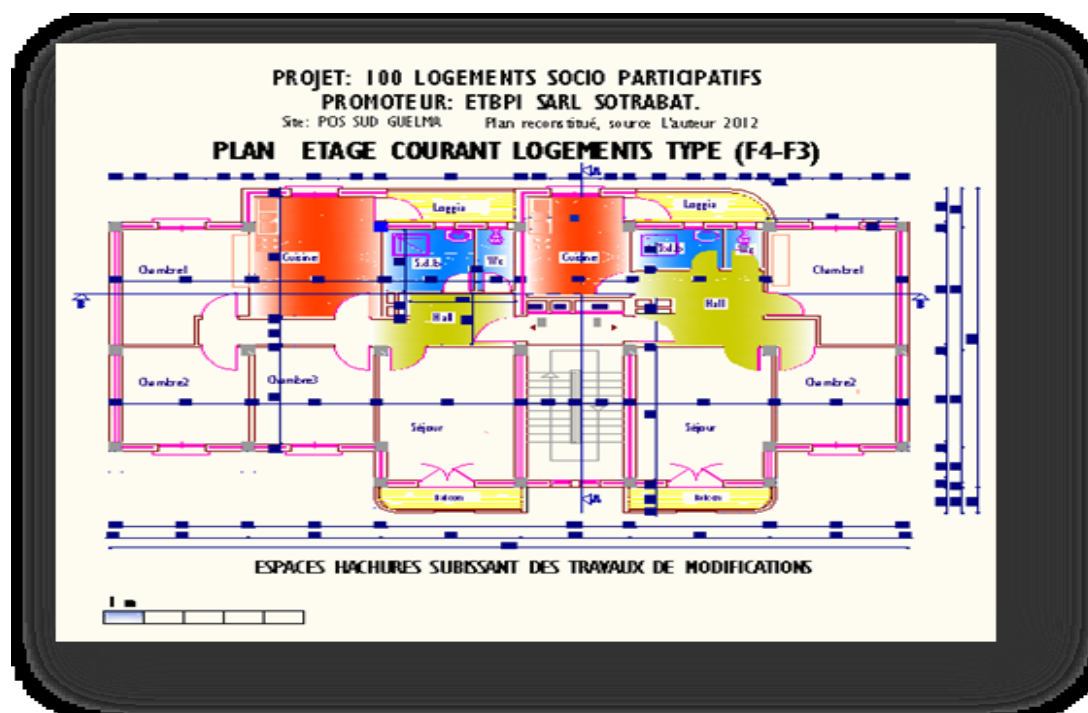 PROJET: 100 LOGEMENTS SOCIO PARTICIPATIFS
PROMOTEUR: ETBPI SARL SOTRABAT.
Site: POS SUD GUELMA Plan reconstitué, source L'auteur 2012
PLAN ETAGE COURANT LOGEMENTS TYPE (F4-F3)
Loggia Loggia
Cuisine S.d.b Wc Cuisine S.d.b Wc
Chambre1 Chambre1
Hall Hall
Chambre2 Chambre3 Chambre2
Séjour Séjour
Balcon Balcon
ESPACES HACHURES SUBISSANT DES TRAVAUX DE MODIFICATIONS
1 m